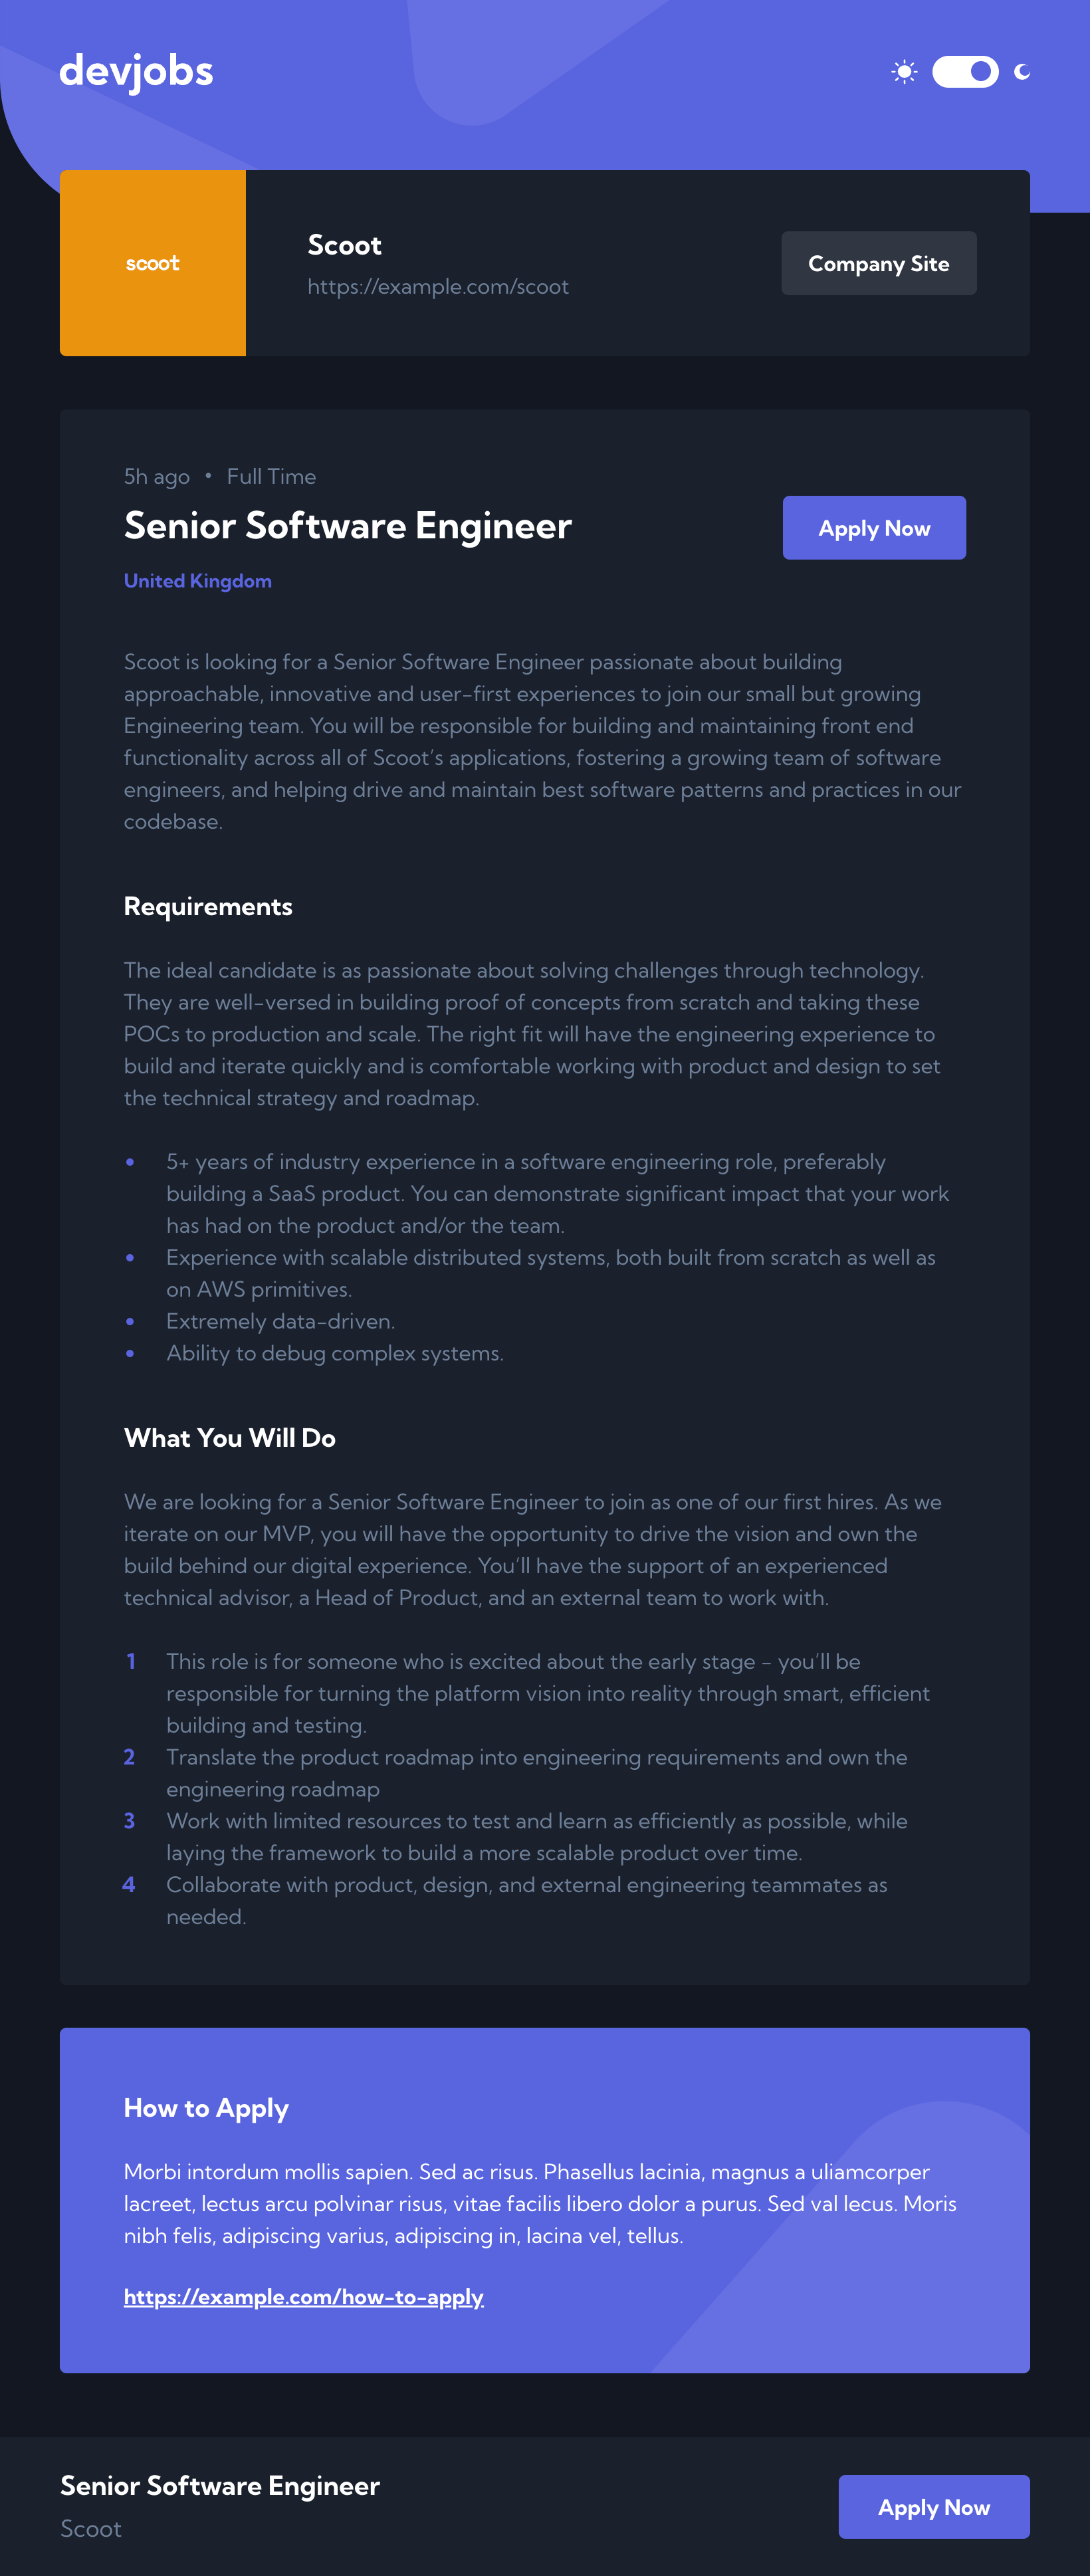 devjobs
scoot
Scoot
https://example.com/scoot
Company Site
5h ago • Full Time
Senior Software Engineer
United Kingdom
Apply Now
Scoot is looking for a Senior Software Engineer passionate about building
approachable, innovative and user-first experiences to join our small but growing
Engineering team. You will be responsible for building and maintaining front end
functionality across all of Scoot’s applications, fostering a growing team of software
engineers, and helping drive and maintain best software patterns and practices in our
codebase.
Requirements
The ideal candidate is as passionate about solving challenges through technology.
They are well-versed in building proof of concepts from scratch and taking these
POCs to production and scale. The right fit will have the engineering experience to
build and iterate quickly and is comfortable working with product and design to set
the technical strategy and roadmap.
• 5+ years of industry experience in a software engineering role, preferably
building a SaaS product. You can demonstrate significant impact that your work
has had on the product and/or the team.
• Experience with scalable distributed systems, both built from scratch as well as
on AWS primitives.
• Extremely data-driven.
• Ability to debug complex systems.
What You Will Do
We are looking for a Senior Software Engineer to join as one of our first hires. As we
iterate on our MVP, you will have the opportunity to drive the vision and own the
build behind our digital experience. You’ll have the support of an experienced
technical advisor, a Head of Product, and an external team to work with.
1 This role is for someone who is excited about the early stage - you’ll be
responsible for turning the platform vision into reality through smart, efficient
building and testing.
2 Translate the product roadmap into engineering requirements and own the
engineering roadmap
3 Work with limited resources to test and learn as efficiently as possible, while
laying the framework to build a more scalable product over time.
4 Collaborate with product, design, and external engineering teammates as
needed.
How to Apply
Morbi intordum mollis sapien. Sed ac risus. Phasellus lacinia, magnus a uliamcorper
lacreet, lectus arcu polvinar risus, vitae facilis libero dolor a purus. Sed val lecus. Moris
nibh felis, adipiscing varius, adipiscing in, lacina vel, tellus.
https://example.com/how-to-apply
Senior Software Engineer
Scoot
Apply Now